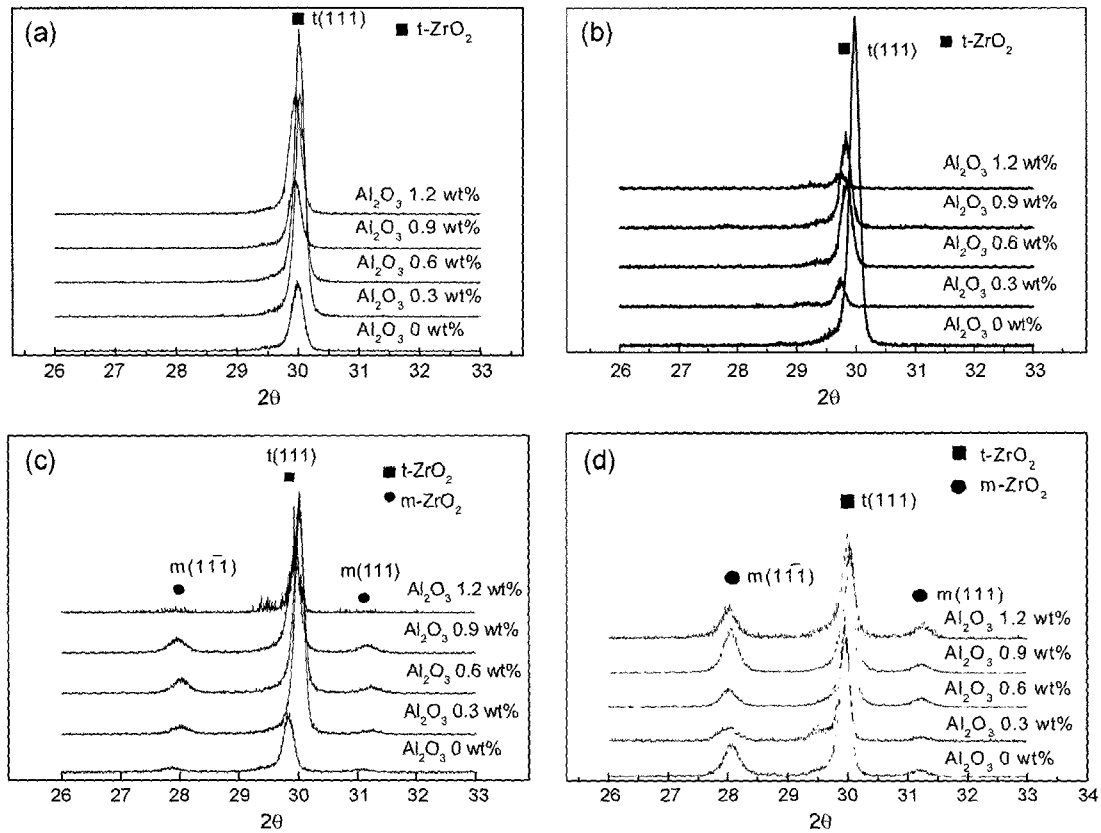 (a)
t(111)
t-ZrO₂
Al₂O₃ 1.2 wt%
Al₂O₃ 0.9 wt%
Al₂O₃ 0.6 wt%
Al₂O₃ 0.3 wt%
Al₂O₃ 0 wt%
26 27 28 29 30 31 32 33
2θ
(b)
t(111)
t-ZrO₂
Al₂O₃ 1.2 wt%
Al₂O₃ 0.9 wt%
Al₂O₃ 0.6 wt%
Al₂O₃ 0.3 wt%
Al₂O₃ 0 wt%
26 27 28 29 30 31 32 33
2θ
(c)
t(111)
t-ZrO₂
m-ZrO₂
m(11̄1)
m(111)
Al₂O₃ 1.2 wt%
Al₂O₃ 0.9 wt%
Al₂O₃ 0.6 wt%
Al₂O₃ 0.3 wt%
Al₂O₃ 0 wt%
26 27 28 29 30 31 32 33
2θ
(d)
t-ZrO₂
m-ZrO₂
t(111)
m(11̄1)
m(111)
Al₂O₃ 1.2 wt%
Al₂O₃ 0.9 wt%
Al₂O₃ 0.6 wt%
Al₂O₃ 0.3 wt%
Al₂O₃ 0 wt%
26 27 28 29 30 31 32 33 34
2θ